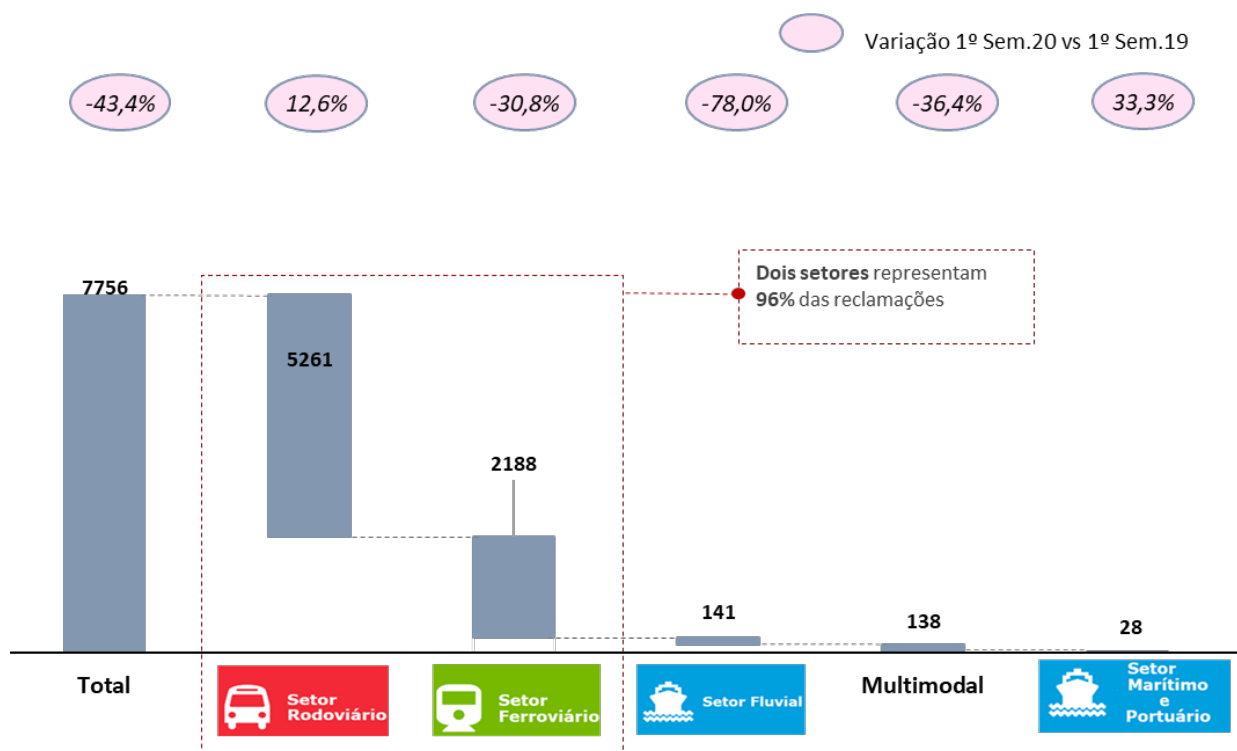 Variação 1º Sem.20 vs 1º Sem.19
-43,4%
12,6%
-30,8%
-78,0%
-36,4%
33,3%
Dois setores representam
96% das reclamações
7756
5261
2188
141
138
28
Total
Setor
Rodoviário
Setor
Ferroviário
Setor Fluvial
Multimodal
Setor
Marítimo
e
Portuário